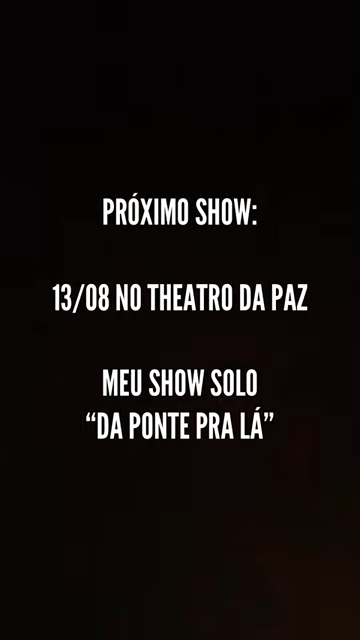 PRÓXIMO SHOW:
13/08 NO THEATRO DA PAZ
MEU SHOW SOLO
“DA PONTE PRA LÁ”